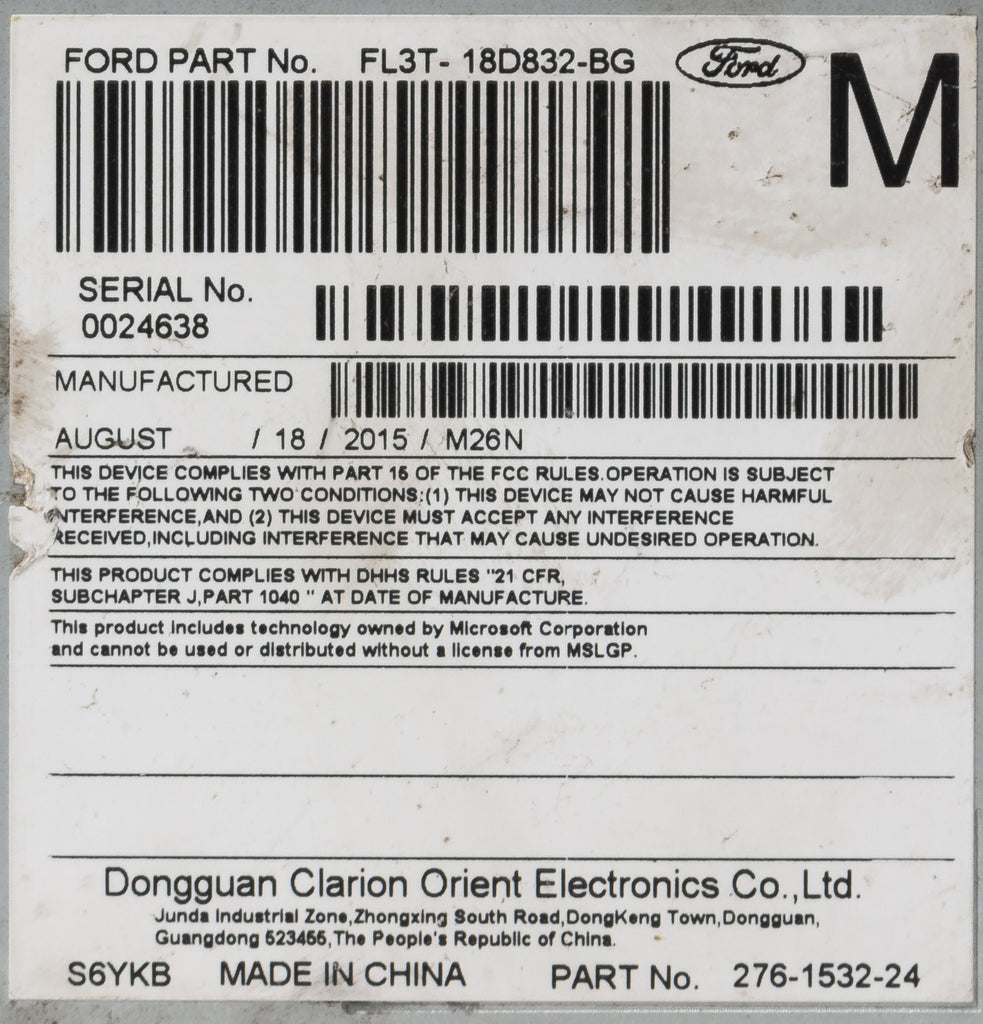 FORD PART No. FL3T- 18D832-BG Ford M
SERIAL No.
0024638
MANUFACTURED
AUGUST / 18 / 2015 / M26N
THIS DEVICE COMPLIES WITH PART 15 OF THE FCC RULES.OPERATION IS SUBJECT
TO THE FOLLOWING TWO CONDITIONS:(1) THIS DEVICE MAY NOT CAUSE HARMFUL
INTERFERENCE,AND (2) THIS DEVICE MUST ACCEPT ANY INTERFERENCE
RECEIVED,INCLUDING INTERFERENCE THAT MAY CAUSE UNDESIRED OPERATION.
THIS PRODUCT COMPLIES WITH DHHS RULES "21 CFR,
SUBCHAPTER J,PART 1040 " AT DATE OF MANUFACTURE.
This product includes technology owned by Microsoft Corporation
and cannot be used or distributed without a license from MSLGP.
Dongguan Clarion Orient Electronics Co.,Ltd.
Junda Industrial Zone,Zhongxing South Road,DongKeng Town,Dongguan,
Guangdong 523455,The People's Republic of China.
S6YKB MADE IN CHINA PART No. 276-1532-24